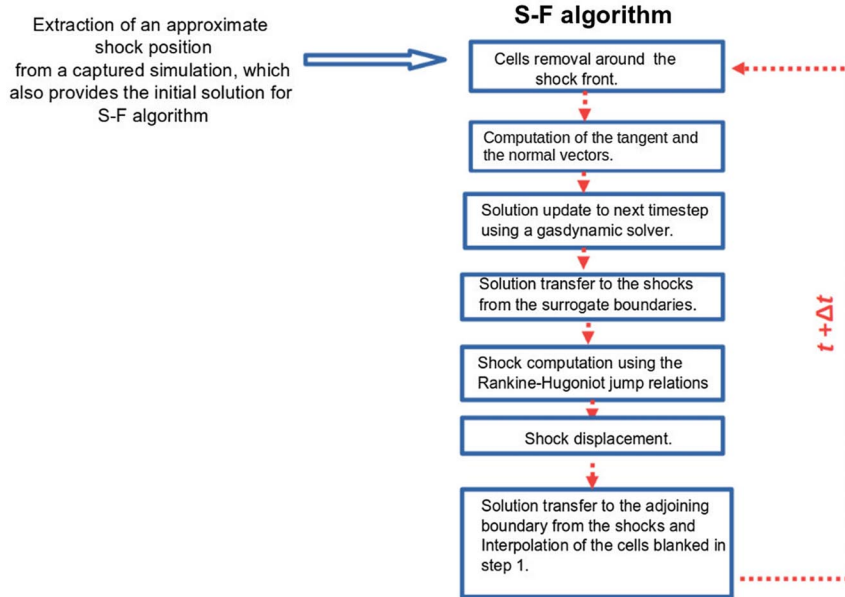 S-F algorithm
Extraction of an approximate
shock position
from a captured simulation, which
also provides the initial solution for
S-F algorithm
Cells removal around the
shock front.
Computation of the tangent and
the normal vectors.
Solution update to next timestep
using a gasdynamic solver.
Solution transfer to the shocks
from the surrogate boundaries.
t +Δt
Shock computation using the
Rankine-Hugoniot jump relations
Shock displacement.
Solution transfer to the adjoining
boundary from the shocks and
Interpolation of the cells blanked in
step 1.